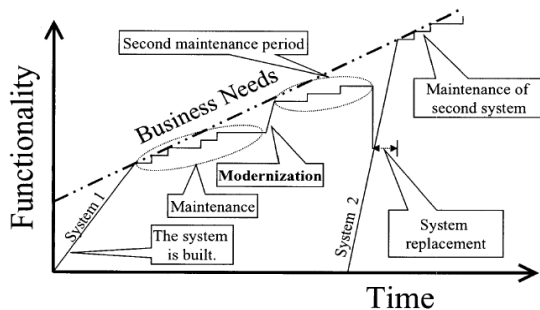 Second maintenance period
Maintenance of
second system
Business Needs
Functionality
Modernization
Maintenance
System 1
The system
is built.
System 2
System
replacement
Time